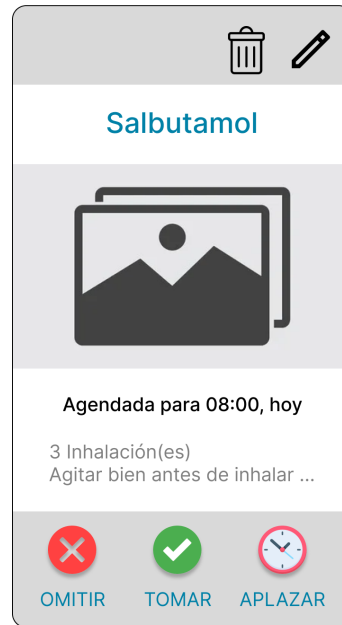 Salbutamol
Agendada para 08:00, hoy
3 Inhalación(es)
Agitar bien antes de inhalar ...
OMITIR TOMAR APLAZAR